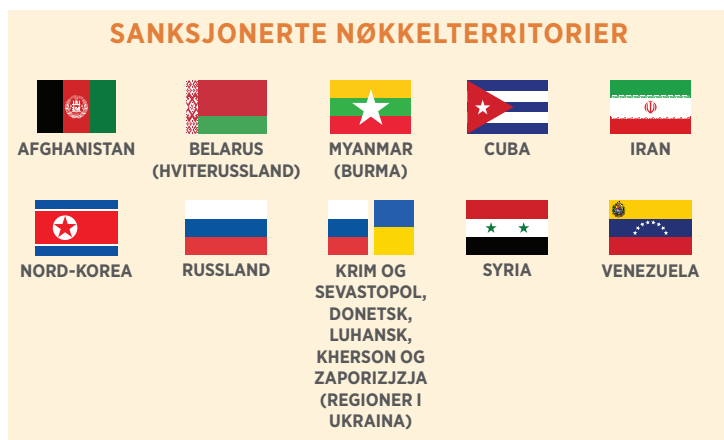 SANKSJONERTE NØKKELTERRITORIER
AFGHANISTAN
BELARUS
(HVITERUSSLAND)
MYANMAR
(BURMA)
CUBA
IRAN
NORD-KOREA
RUSSLAND
KRIM OG
SEVASTOPOL,
DONETSK,
LUHANSK,
KHERSON OG
ZAPORIZJZJA
(REGIONER I
UKRAINA)
SYRIA
VENEZUELA